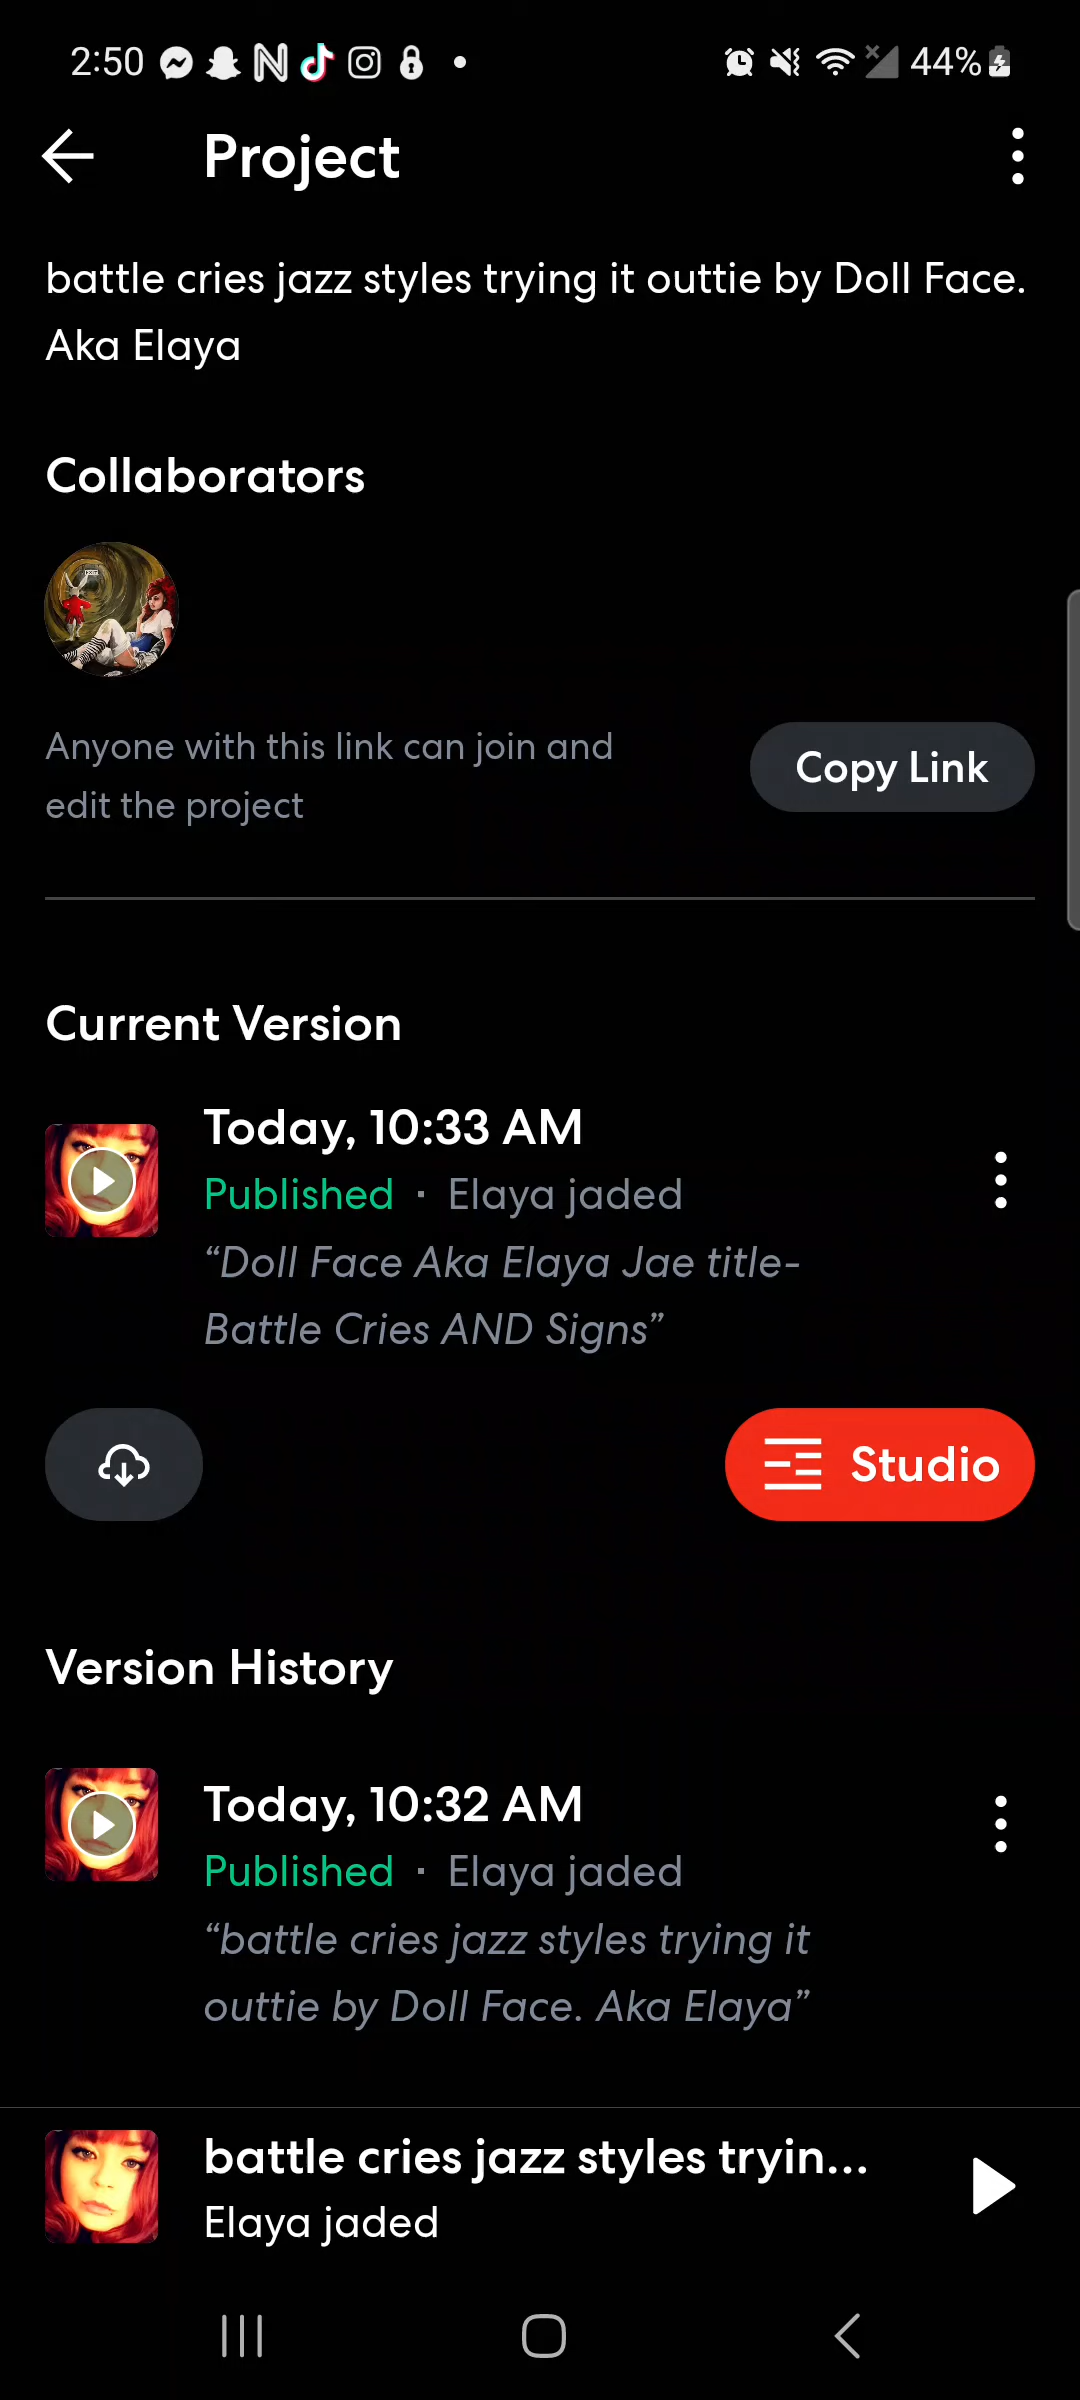 2:50
44%
Project
battle cries jazz styles trying it outtie by Doll Face.
Aka Elaya
Collaborators
Anyone with this link can join and
edit the project
Copy Link
Current Version
Today, 10:33 AM
Published · Elaya jaded
“Doll Face Aka Elaya Jae title-
Battle Cries AND Signs”
Studio
Version History
Today, 10:32 AM
Published · Elaya jaded
“battle cries jazz styles trying it
outtie by Doll Face. Aka Elaya”
battle cries jazz styles tryin...
Elaya jaded